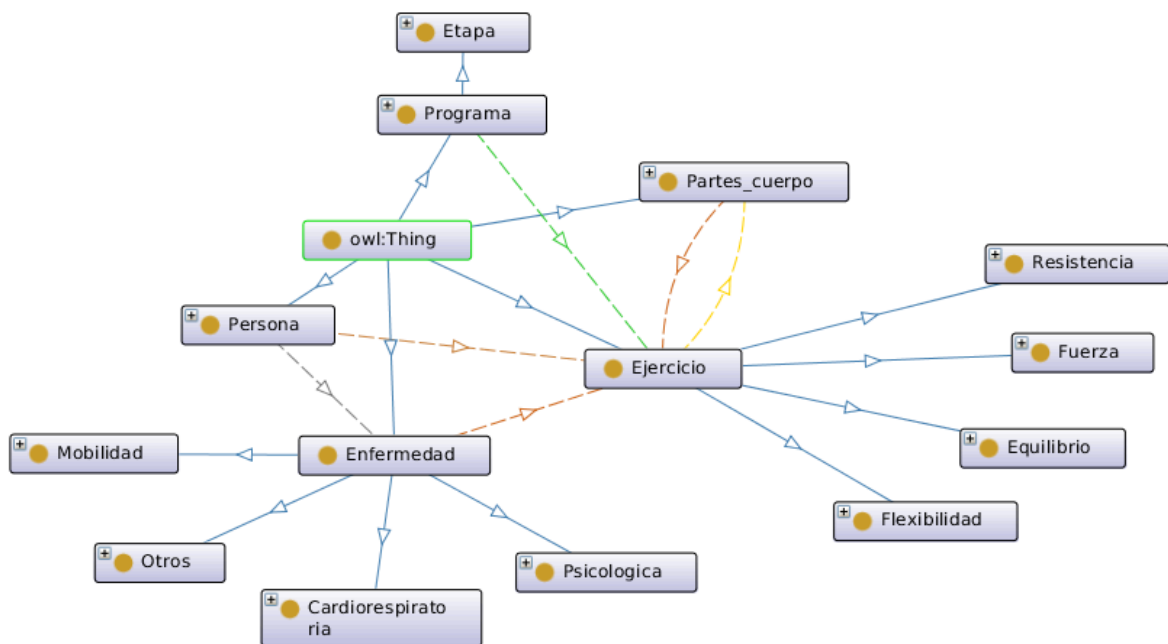 Etapa
Programa
Partes_cuerpo
owl:Thing
Resistencia
Persona
Fuerza
Ejercicio
Equilibrio
Mobilidad
Enfermedad
Flexibilidad
Otros
Psicologica
Cardiorespirato
ria